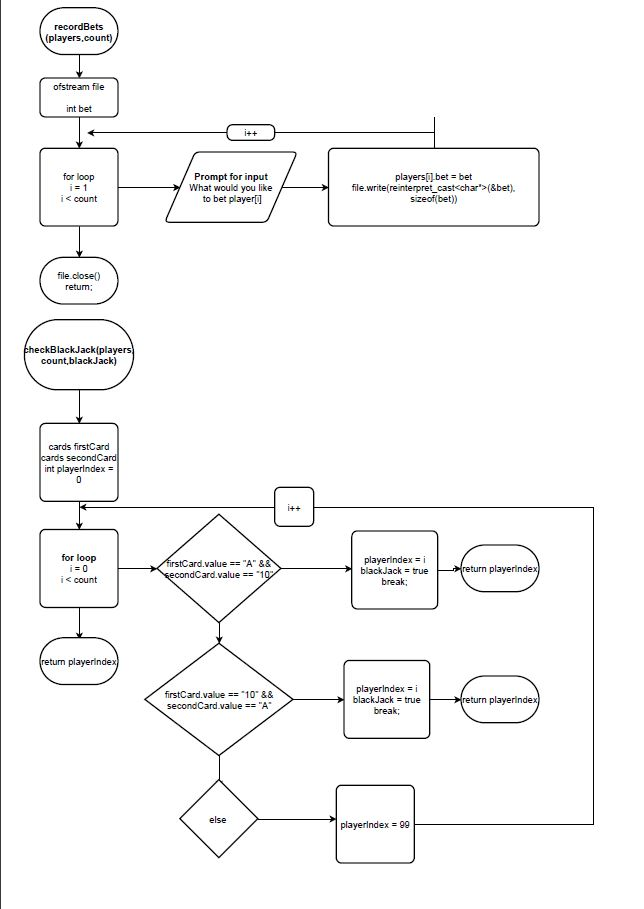 recordBets
(players,count)
ofstream file
int bet
i++
for loop
i = 1
i < count
Prompt for input
What would you like
to bet player[i]
players[i].bet = bet
file.write(reinterpret_cast<char*>(&bet),
sizeof(bet))
file.close()
return;
checkBlackJack(players,
count,blackJack)
cards firstCard
cards secondCard
int playerIndex =
0
i++
for loop
i = 0
i < count
firstCard.value == "A" &&
secondCard.value == "10"
playerIndex = i
blackJack = true
break;
return playerIndex
return playerIndex
firstCard.value == "10" &&
secondCard.value == "A"
playerIndex = i
blackJack = true
break;
return playerIndex
else
playerIndex = 99